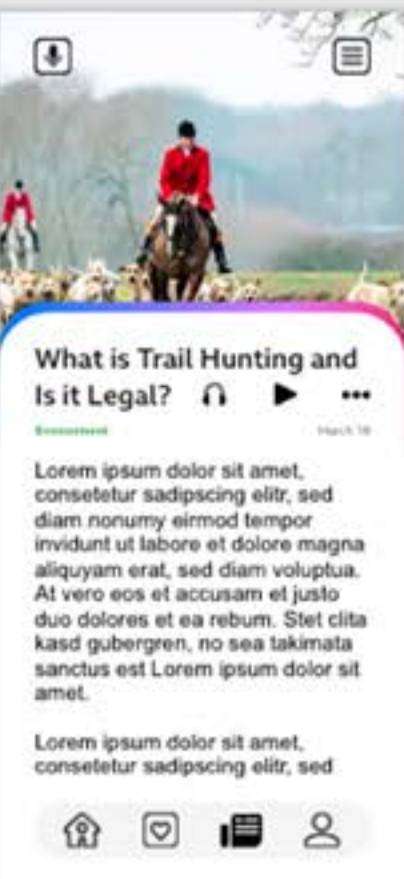 What is Trail Hunting and
Is it Legal?
Environment
March 18
Lorem ipsum dolor sit amet,
consetetur sadipscing elitr, sed
diam nonumy eirmod tempor
invidunt ut labore et dolore magna
aliquyam erat, sed diam voluptua.
At vero eos et accusam et justo
duo dolores et ea rebum. Stet clita
kasd gubergren, no sea takimata
sanctus est Lorem ipsum dolor sit
amet.
Lorem ipsum dolor sit amet,
consetetur sadipscing elitr, sed